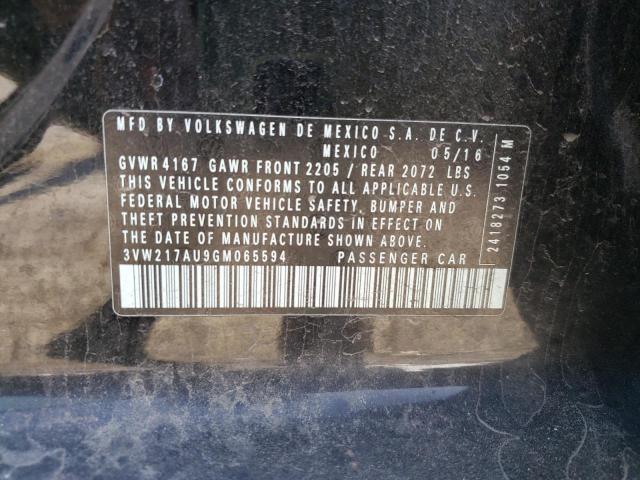 MFD BY VOLKSWAGEN DE MEXICO S.A. DE C.V.
MEXICO 05/16
GVWR 4167 GAWR FRONT 2205 / REAR 2072 LBS
THIS VEHICLE CONFORMS TO ALL APPLICABLE U.S.
FEDERAL MOTOR VEHICLE SAFETY, BUMPER AND
THEFT PREVENTION STANDARDS IN EFFECT ON
THE DATE OF MANUFACTURE SHOWN ABOVE.
3VW217AU9GM065594 PASSENGER CAR
2418273 1054 M